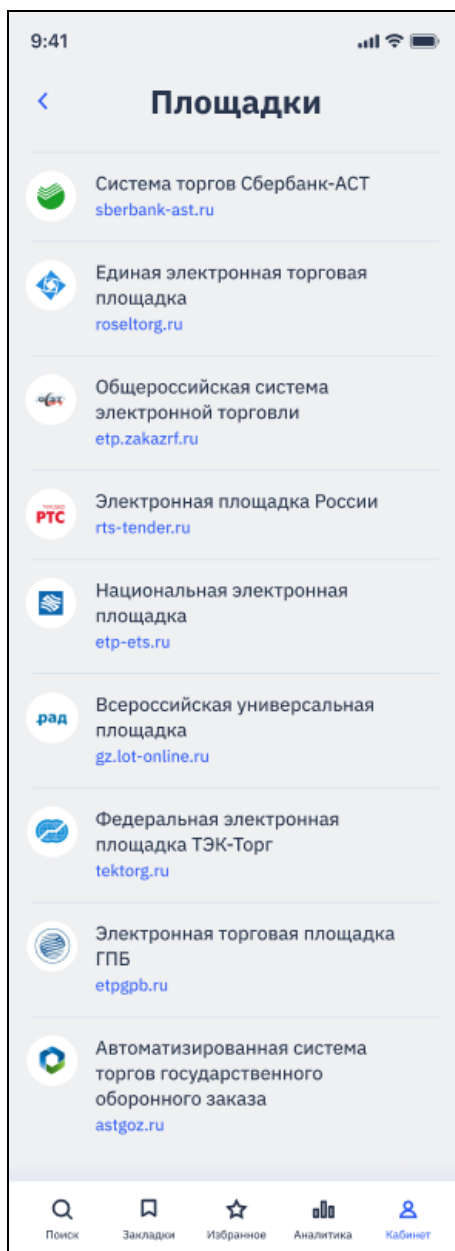 9:41
Площадки
Система торгов Сбербанк-АСТ
sberbank-ast.ru
Единая электронная торговая
площадка
roseltorg.ru
Общероссийская система
электронной торговли
etp.zakazrf.ru
РТС
Электронная площадка России
rts-tender.ru
Национальная электронная
площадка
etp-ets.ru
рад
Всероссийская универсальная
площадка
gz.lot-online.ru
Федеральная электронная
площадка ТЭК-Торг
tektorg.ru
Электронная торговая площадка
ГПБ
etpgpb.ru
Автоматизированная система
торгов государственного
оборонного заказа
astgoz.ru
Поиск
Закладки
Избранное
Аналитика
Кабинет